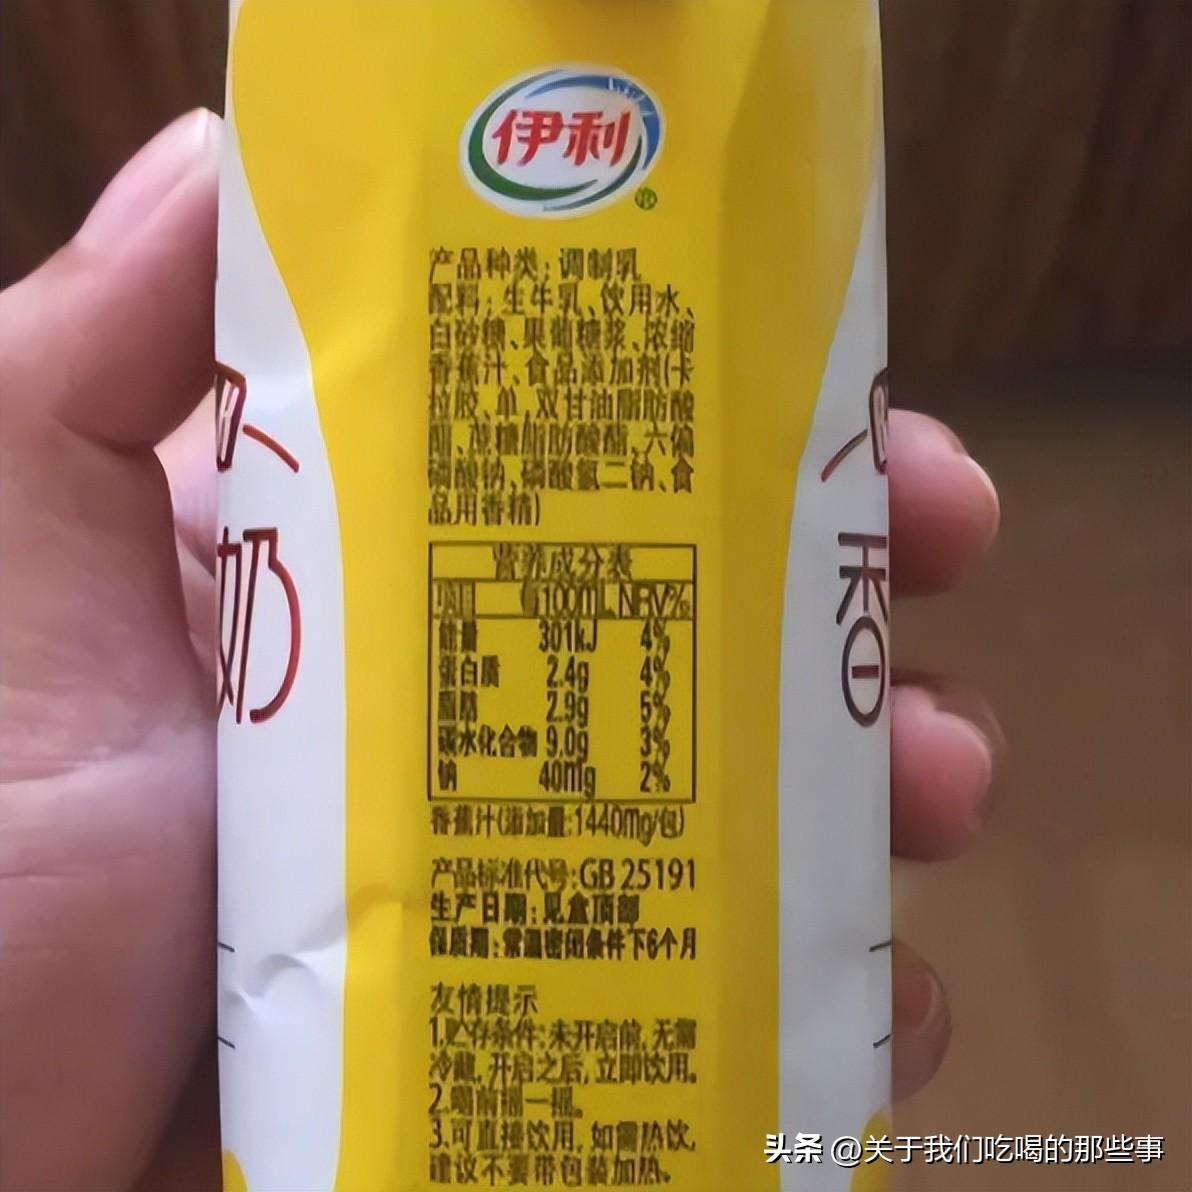 伊利
产品种类:调制乳
配料:生牛乳、饮用水、
白砂糖、果葡糖浆、浓缩
香蕉汁、食品添加剂(卡
拉胶、单,双甘油脂肪酸
酯、蔗糖脂肪酸酯、六偏
磷酸钠、磷酸氢二钠、食
品用香精)
营养成分表
项目 每100mL NRV%
能量 301kJ 4%
蛋白质 2.4g 4%
脂肪 2.9g 5%
碳水化合物 9.0g 3%
钠 40mg 2%
香蕉汁(添加量:1440mg/包)
产品标准代号:GB 25191
生产日期:见盒顶部
保质期:常温密闭条件下6个月
友情提示
1.贮存条件:未开启前,无需
冷藏,开启之后,立即饮用。
2.喝前摇一摇。
3.可直接饮用,如需热饮,
建议不要带包装加热。
奶
香
头条 @关于我们吃喝的那些事